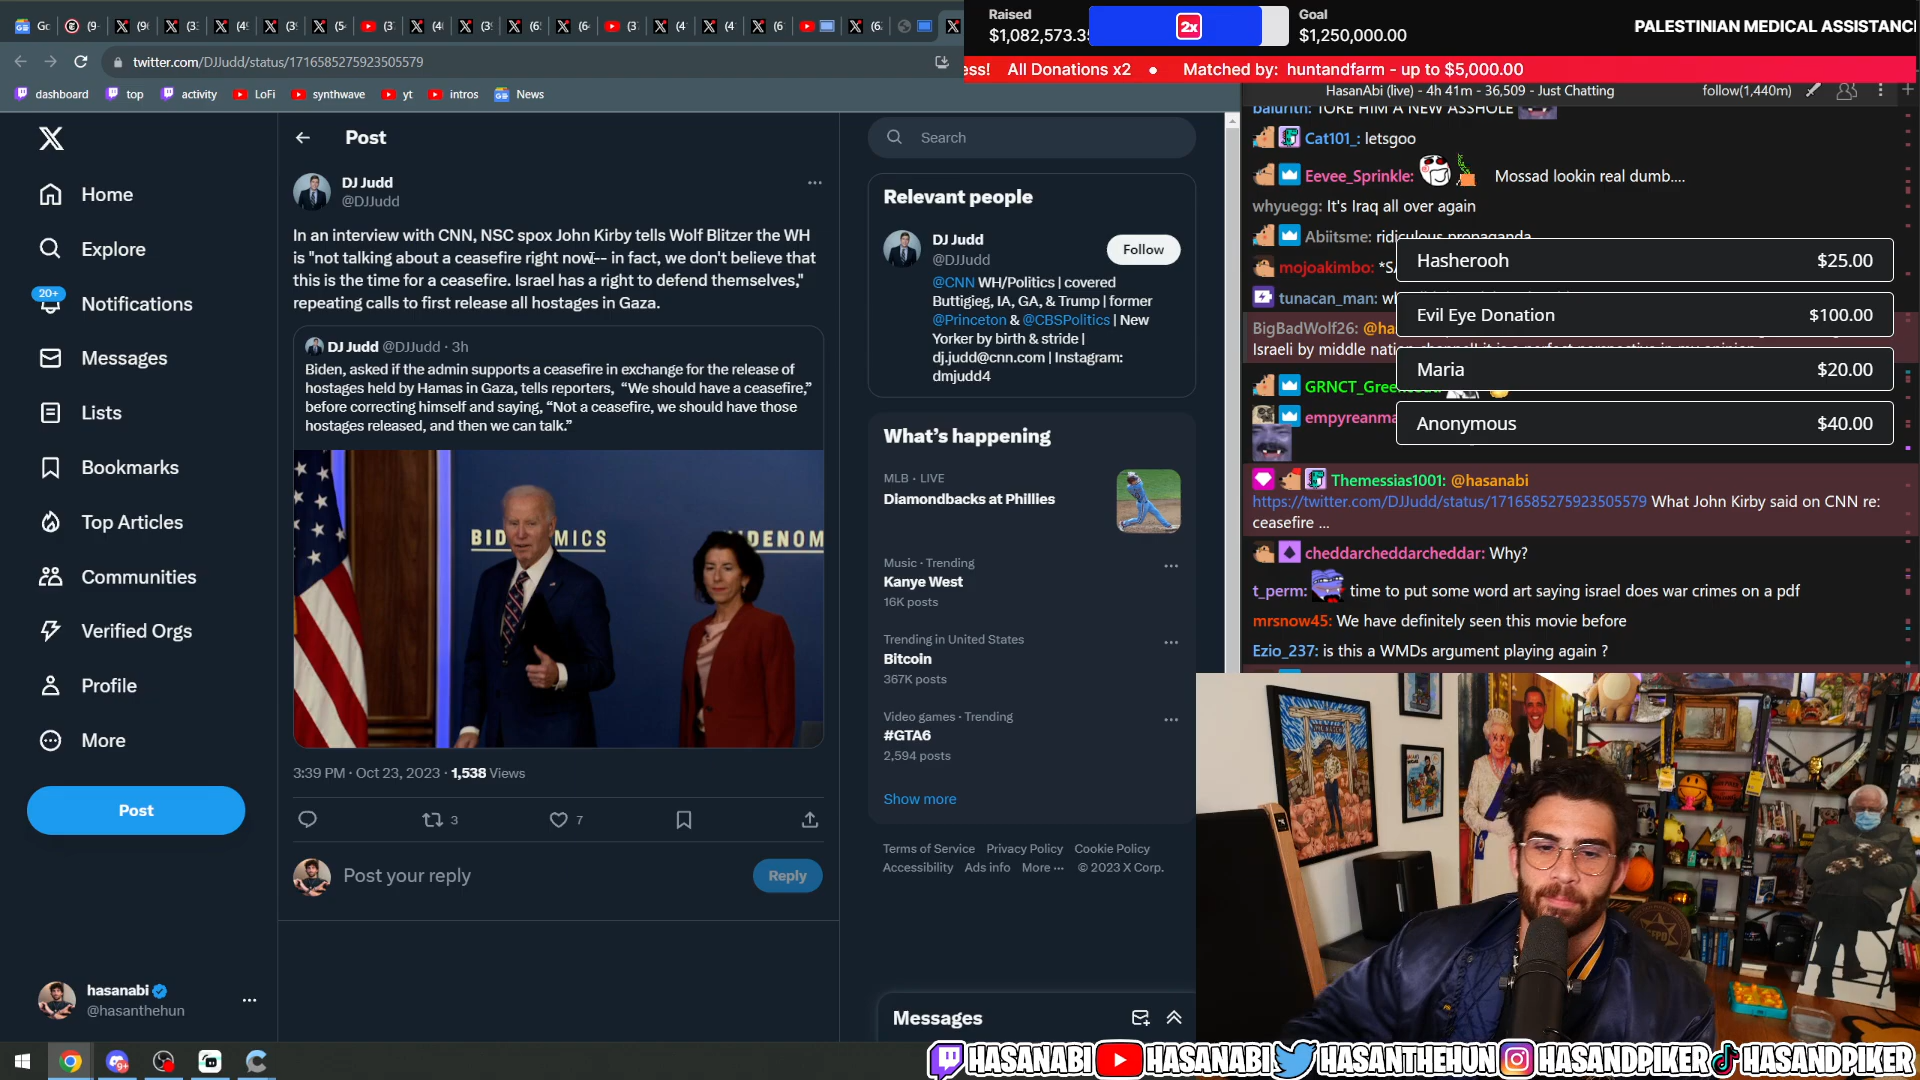 twitter.com/DJJudd/status/1716585275923505579
dashboard
top
activity
LoFi
synthwave
yt
intros
News
Raised
$1,082,573.3
2x
Goal
$1,250,000.00
PALESTINIAN MEDICAL ASSISTANC
ess! All Donations x2 • Matched by: huntandfarm - up to $5,000.00
HasanAbi (live) - 4h 41m - 36,509 - Just Chatting
follow(1,440m)
Home
Explore
20+
Notifications
Messages
Lists
Bookmarks
Top Articles
Communities
Verified Orgs
Profile
More
Post
hasanabi
@hasanthehun
Post
DJ Judd
@DJJudd
In an interview with CNN, NSC spox John Kirby tells Wolf Blitzer the WH
is "not talking about a ceasefire right now-- in fact, we don't believe that
this is the time for a ceasefire. Israel has a right to defend themselves,"
repeating calls to first release all hostages in Gaza.
DJ Judd @DJJudd · 3h
Biden, asked if the admin supports a ceasefire in exchange for the release of
hostages held by Hamas in Gaza, tells reporters, “We should have a ceasefire,”
before correcting himself and saying, “Not a ceasefire, we should have those
hostages released, and then we can talk.”
3:39 PM · Oct 23, 2023 · 1,538 Views
3
7
Post your reply
Reply
Search
Relevant people
DJ Judd
@DJJudd
Follow
@CNN WH/Politics | covered
Buttigieg, IA, GA, & Trump | former
@Princeton & @CBSPolitics | New
Yorker by birth & stride |
dj.judd@cnn.com | Instagram:
dmjudd4
What’s happening
MLB · LIVE
Diamondbacks at Phillies
Music · Trending
Kanye West
16K posts
Trending in United States
Bitcoin
367K posts
Video games · Trending
#GTA6
2,594 posts
Show more
Terms of Service Privacy Policy Cookie Policy
Accessibility Ads info More ··· © 2023 X Corp.
Messages
balurith: TORE HIM A NEW ASSHOLE
Cat101_: letsgoo
Eevee_Sprinkle: Mossad lookin real dumb....
whyuegg: It's Iraq all over again
Abiitsme: ridiculous propaganda
mojoakimbo:
tunacan_man:
BigBadWolf26:
Israeli by middle nation channel it is a perfect perspective in my opinion
Hasherooh $25.00
Evil Eye Donation $100.00
Maria $20.00
Anonymous $40.00
Themessias1001: @hasanabi
https://twitter.com/DJJudd/status/1716585275923505579 What John Kirby said on CNN re:
ceasefire ...
cheddarcheddarcheddar: Why?
t_perm: time to put some word art saying israel does war crimes on a pdf
mrsnow45: We have definitely seen this movie before
Ezio_237: is this a WMDs argument playing again ?
HASANABI HASANABI HASANTHEHUN HASANDPIKER HASANDPIKER